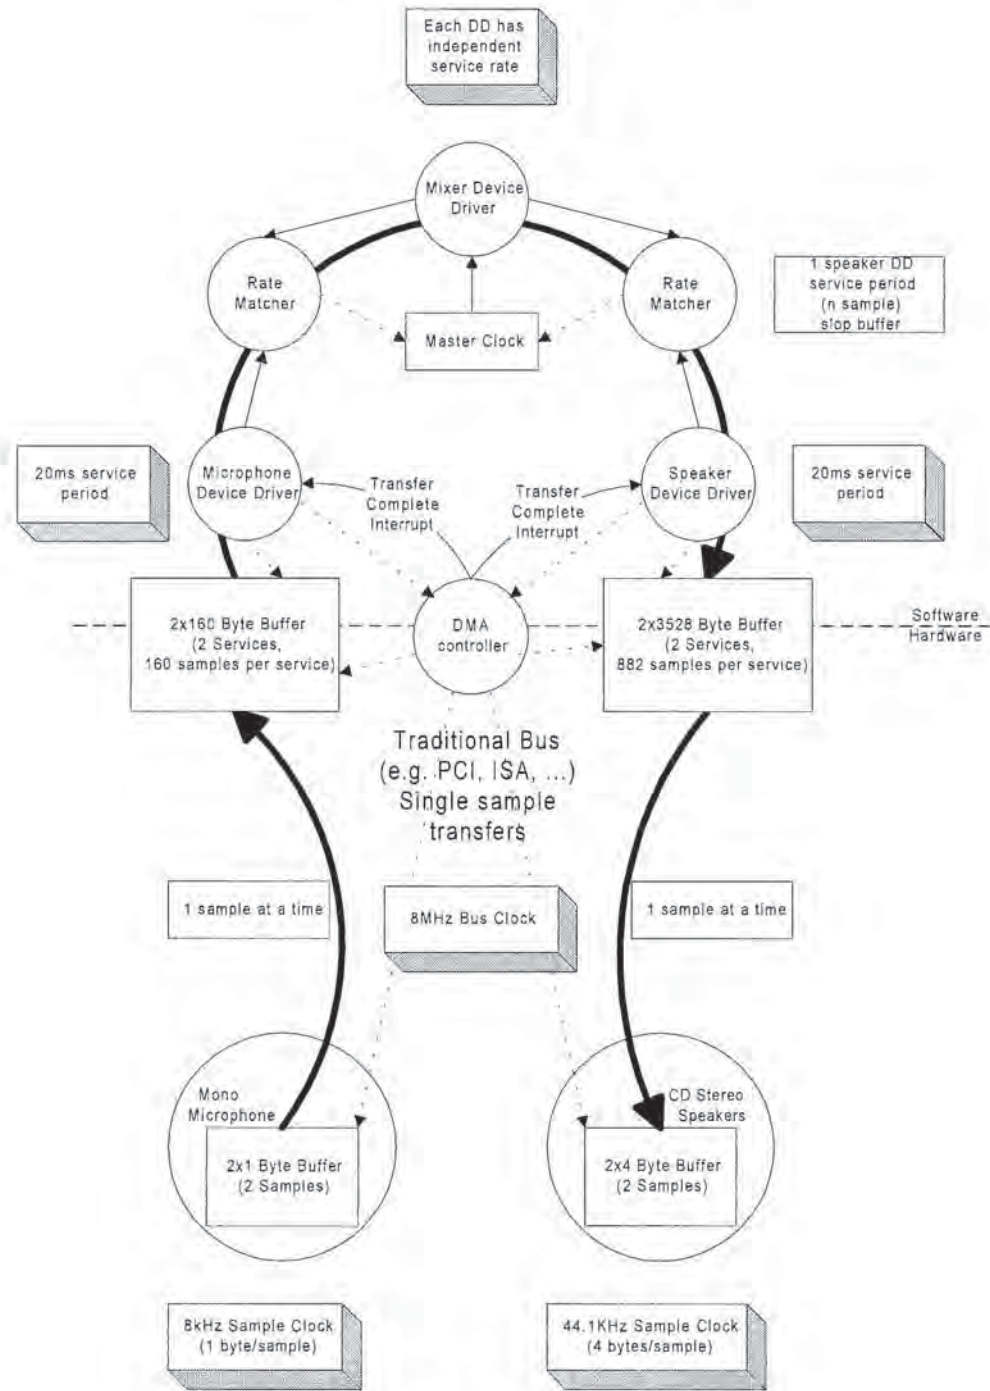 Each DD has
independent
service rate
Mixer Device
Driver
Rate
Matcher
Rate
Matcher
1 speaker DD
service period
(n sample)
slop buffer
Master Clock
20ms service
period
Microphone
Device Driver
Transfer
Complete
Interrupt
Transfer
Complete
Interrupt
Speaker
Device Driver
20ms service
period
2x160 Byte Buffer
(2 Services,
160 samples per service)
DMA
controller
2x3528 Byte Buffer
(2 Services,
882 samples per service)
Software
Hardware
Traditional Bus
(e.g. PCI, ISA, ...)
Single sample
transfers
1 sample at a time
8MHz Bus Clock
1 sample at a time
Mono
Microphone
2x1 Byte Buffer
(2 Samples)
CD Stereo
Speakers
2x4 Byte Buffer
(2 Samples)
8kHz Sample Clock
(1 byte/sample)
44.1KHz Sample Clock
(4 bytes/sample)